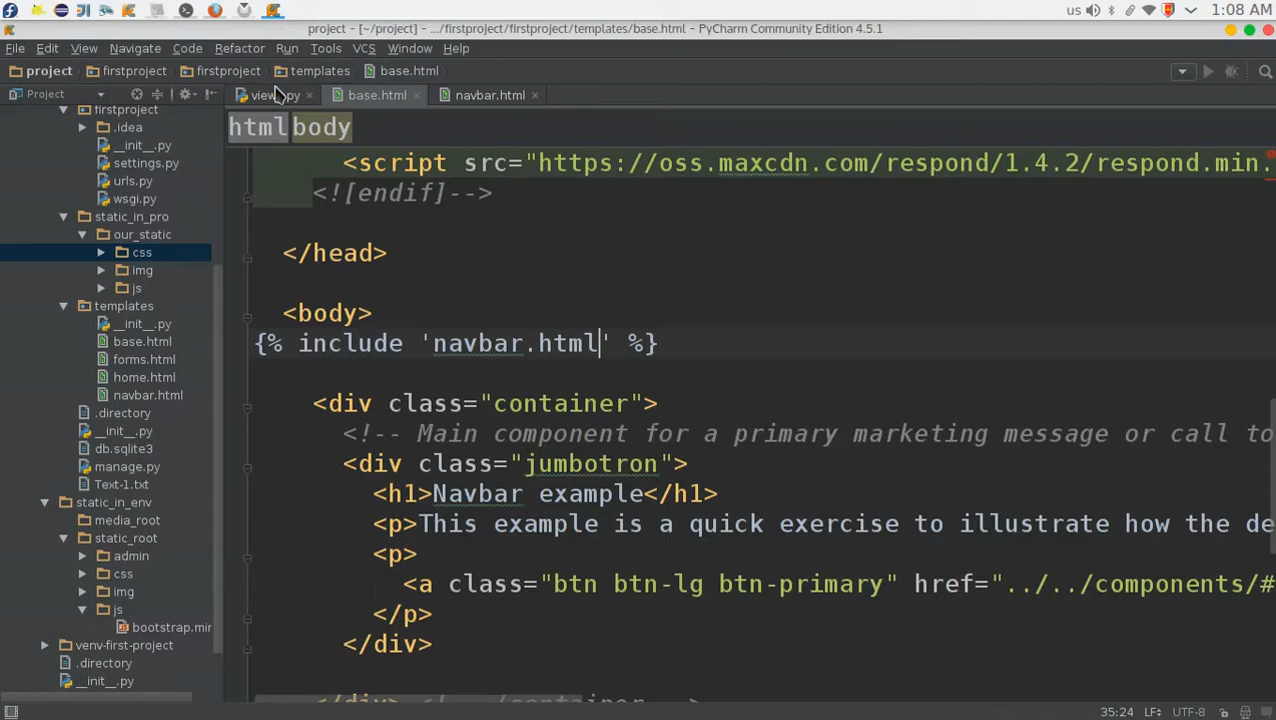 us 1:08 AM
project - [~/project] - .../firstproject/firstproject/templates/base.html - PyCharm Community Edition 4.5.1
File Edit View Navigate Code Refactor Run Tools VCS Window Help
project firstproject firstproject templates base.html
Project
views.py base.html navbar.html
html body
firstproject
.idea
__init__.py
settings.py
urls.py
wsgi.py
static_in_pro
our_static
css
img
js
templates
__init__.py
base.html
forms.html
home.html
navbar.html
.directory
__init__.py
db.sqlite3
manage.py
Text-1.txt
static_in_env
media_root
static_root
admin
css
img
js
bootstrap.mir
venv-first-project
.directory
__init__.py
<script src="https://oss.maxcdn.com/respond/1.4.2/respond.min.
<![endif]-->
</head>
<body>
{% include 'navbar.html' %}
<div class="container">
<!-- Main component for a primary marketing message or call to
<div class="jumbotron">
<h1>Navbar example</h1>
<p>This example is a quick exercise to illustrate how the de
<p>
<a class="btn btn-lg btn-primary" href="../../components/#
</p>
</div>
</div> <!-- /container -->
35:24 LF UTF-8